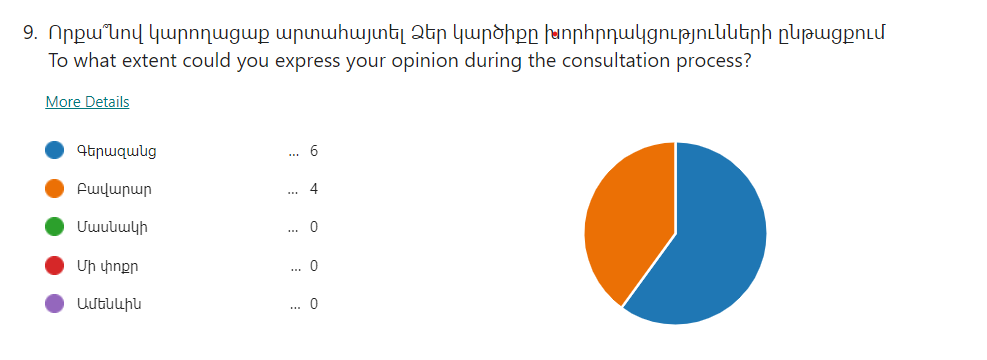 9. Որքա՞նով կարողացաք արտահայտել Ձեր կարծիքը խորհրդակցությունների ընթացքում
To what extent could you express your opinion during the consultation process?
More Details
Գերազանց ... 6
Բավարար ... 4
Մասնակի ... 0
Մի փոքր ... 0
Ամենևին ... 0